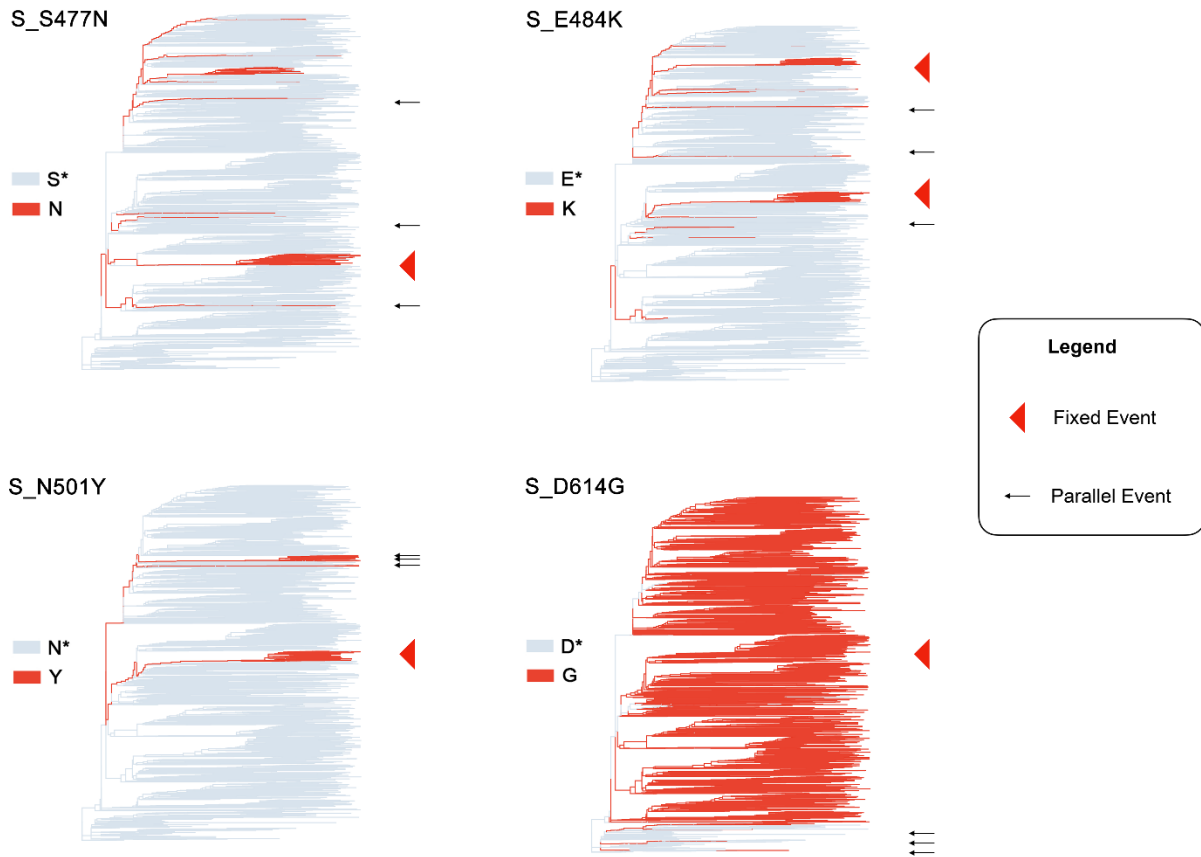 S_S477N
S*
N
S_E484K
E*
K
S_N501Y
N*
Y
S_D614G
D*
G
Legend
Fixed Event
Parallel Event